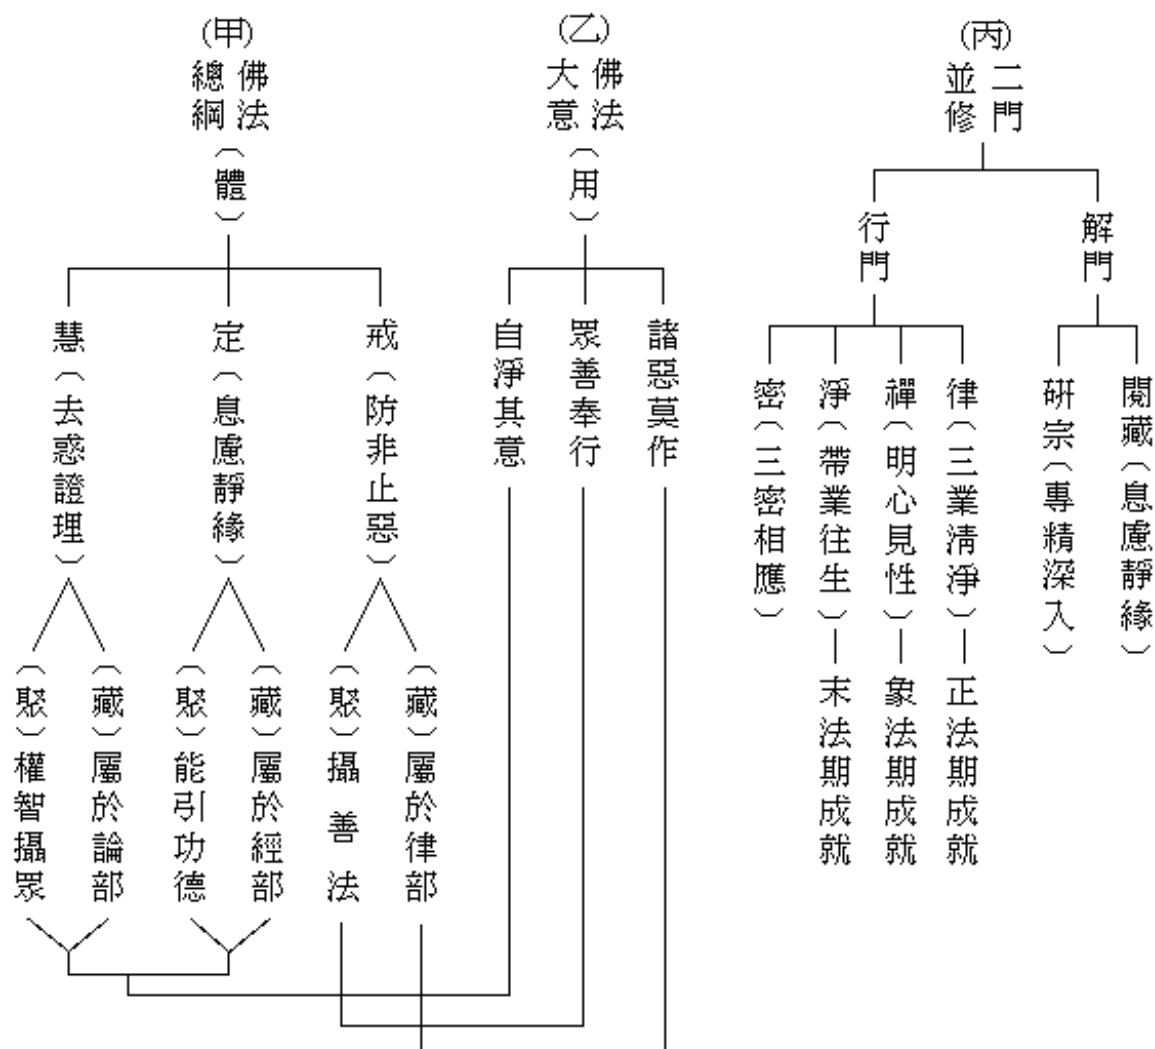 (甲)
佛法
總綱
（體）
戒（防非止惡）
（藏）屬於律部
（聚）攝善法
定（息慮靜緣）
（藏）屬於經部
（聚）能引功德
慧（去惑證理）
（藏）屬於論部
（聚）權智攝眾
(乙)
佛法
大意
（用）
諸惡莫作
眾善奉行
自淨其意
(丙)
二門
並修
解門
閱藏（息慮靜緣）
研宗（專精深入）
行門
律（三業清淨）
正法期成就
禪（明心見性）
象法期成就
淨（帶業往生）
末法期成就
密（三密相應）